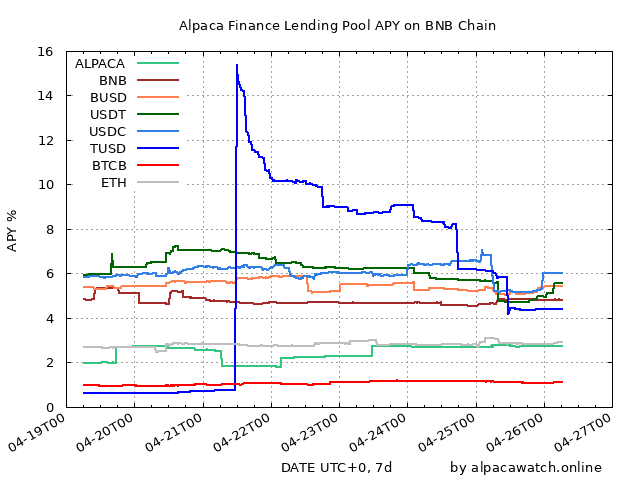 Alpaca Finance Lending Pool APY on BNB Chain
APY %
16
14
12
10
8
6
4
2
0
ALPACA
BNB
BUSD
USDT
USDC
TUSD
BTCB
ETH
04-19T00
04-20T00
04-21T00
04-22T00
04-23T00
04-24T00
04-25T00
04-26T00
04-27T00
DATE UTC+0, 7d
by alpacawatch.online